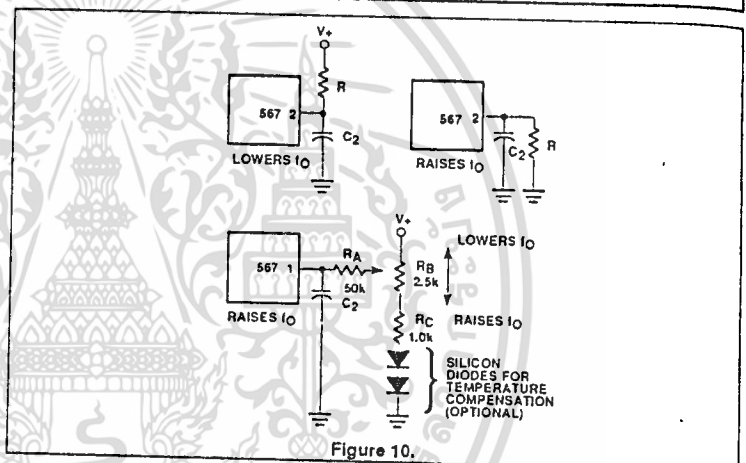 V+
R
567 2
C2
LOWERS fO
567 2
C2
R
RAISES fO
V+
LOWERS fO
567 1
RA
50k
C2
RB
2.5k
RAISES fO
RC
1.0k
RAISES fO
SILICON
DIODES FOR
TEMPERATURE
COMPENSATION
(OPTIONAL)
Figure 10.